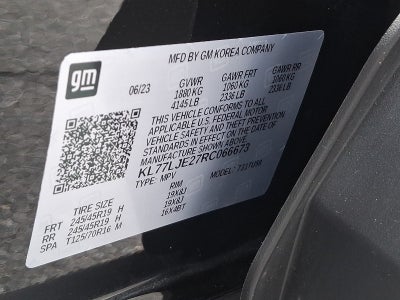 gm
MFD BY GM KOREA COMPANY
06/23 GVWR GAWR FRT GAWR RR
1880 KG 1060 KG 1060 KG
4145 LB 2336 LB 2336 LB
THIS VEHICLE CONFORMS TO ALL
APPLICABLE U.S. FEDERAL MOTOR
VEHICLE SAFETY AND THEFT PREVENTION
STANDARDS IN EFFECT ON THE DATE OF
MANUFACTURE SHOWN ABOVE.
KL77LJE27RC066673
TYPE: MPV MODEL:
TIRE SIZE RIM
FRT 245/45R19 H 19X8J
RR 245/45R19 H 19X8J
SPA T125/70R16 M 16X4BT